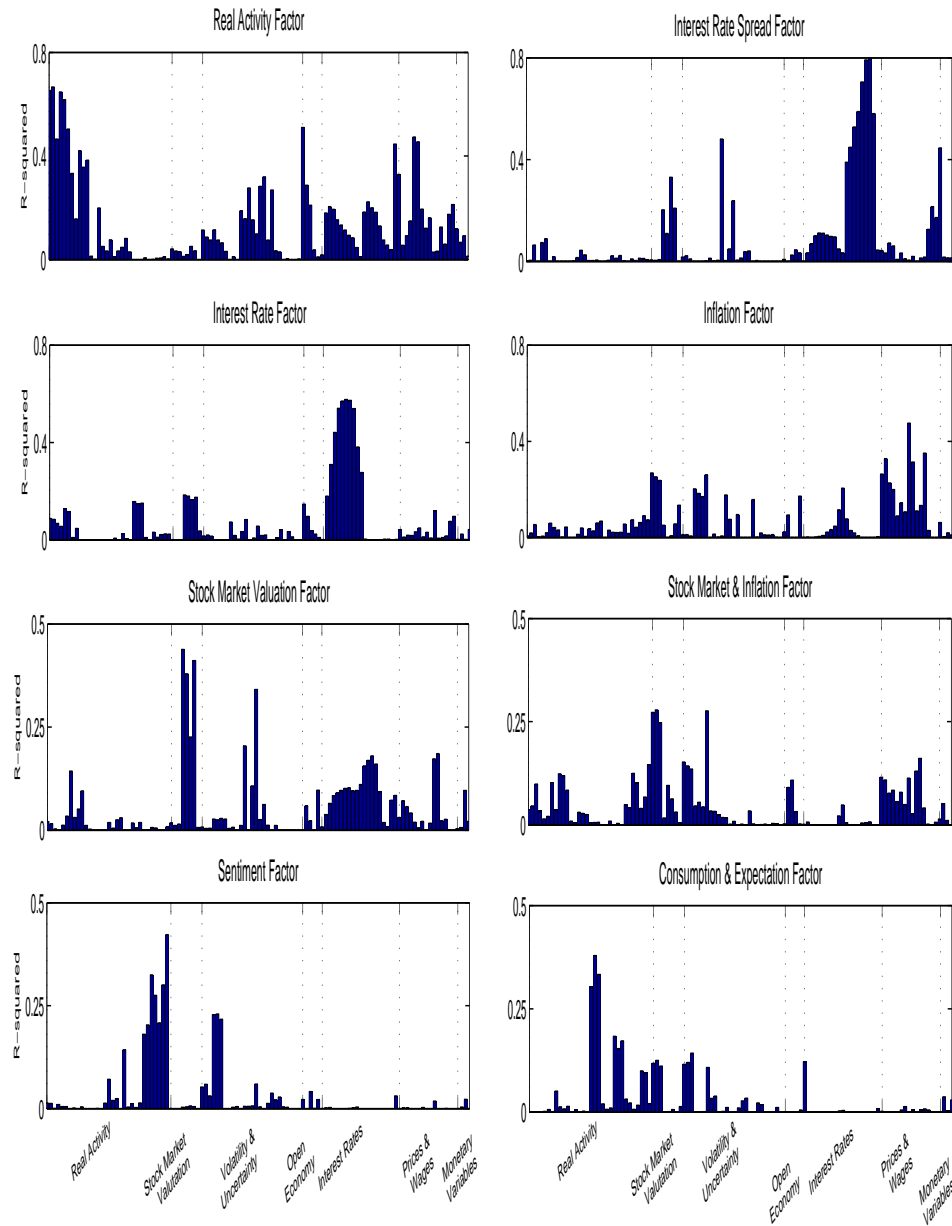 Real Activity Factor
Interest Rate Spread Factor
0.8
0.4
0
R-squared
0.8
0.4
0
Interest Rate Factor
Inflation Factor
0.8
0.4
0
R-squared
0.8
0.4
0
Stock Market Valuation Factor
Stock Market & Inflation Factor
0.5
0.25
0
R-squared
0.5
0.25
0
Sentiment Factor
Consumption & Expectation Factor
0.5
0.25
0
R-squared
0.5
0.25
0
Real Activity
Stock Market
Valutation
Volatility &
Uncertainty
Open
Economy
Interest Rates
Prices &
Wages
Monetary
Variables
Real Activity
Stock Market
Valutation
Volatility &
Uncertainty
Open
Economy
Interest Rates
Prices &
Wages
Monetary
Variables